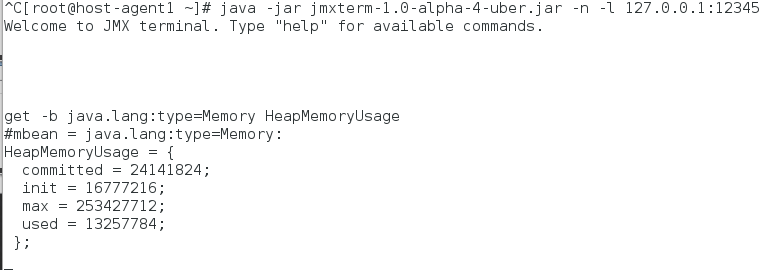 ^C[root@host-agent1 ~]# java -jar jmxterm-1.0-alpha-4-uber.jar -n -l 127.0.0.1:12345
Welcome to JMX terminal. Type "help" for available commands.
get -b java.lang:type=Memory HeapMemoryUsage
#mbean = java.lang:type=Memory:
HeapMemoryUsage = {
  committed = 24141824;
  init = 16777216;
  max = 253427712;
  used = 13257784;
 };